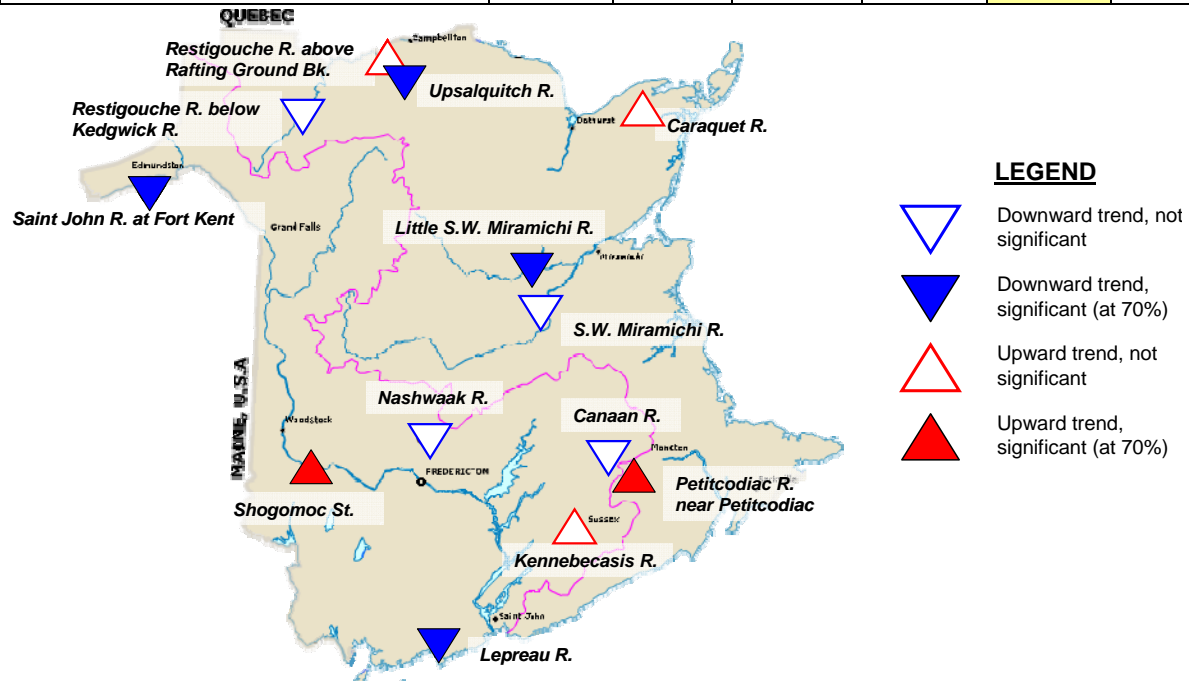 QUEBEC
Restigouche R. above
Rafting Ground Bk.
Campbellton
Upsalquitch R.
Restigouche R. below
Kedgwick R.
Bathurst
Caraquet R.
Edmundston
Saint John R. at Fort Kent
Grand Falls
Little S.W. Miramichi R.
Miramichi
S.W. Miramichi R.
MAINE, U.S.A
Nashwaak R.
Canaan R.
Woodstock
Moncton
FREDERICTON
Petitcodiac R.
near Petitcodiac
Shogomoc St.
Sussex
Kennebecasis R.
Saint John
Lepreau R.
LEGEND
Downward trend, not
significant
Downward trend,
significant (at 70%)
Upward trend, not
significant
Upward trend,
significant (at 70%)